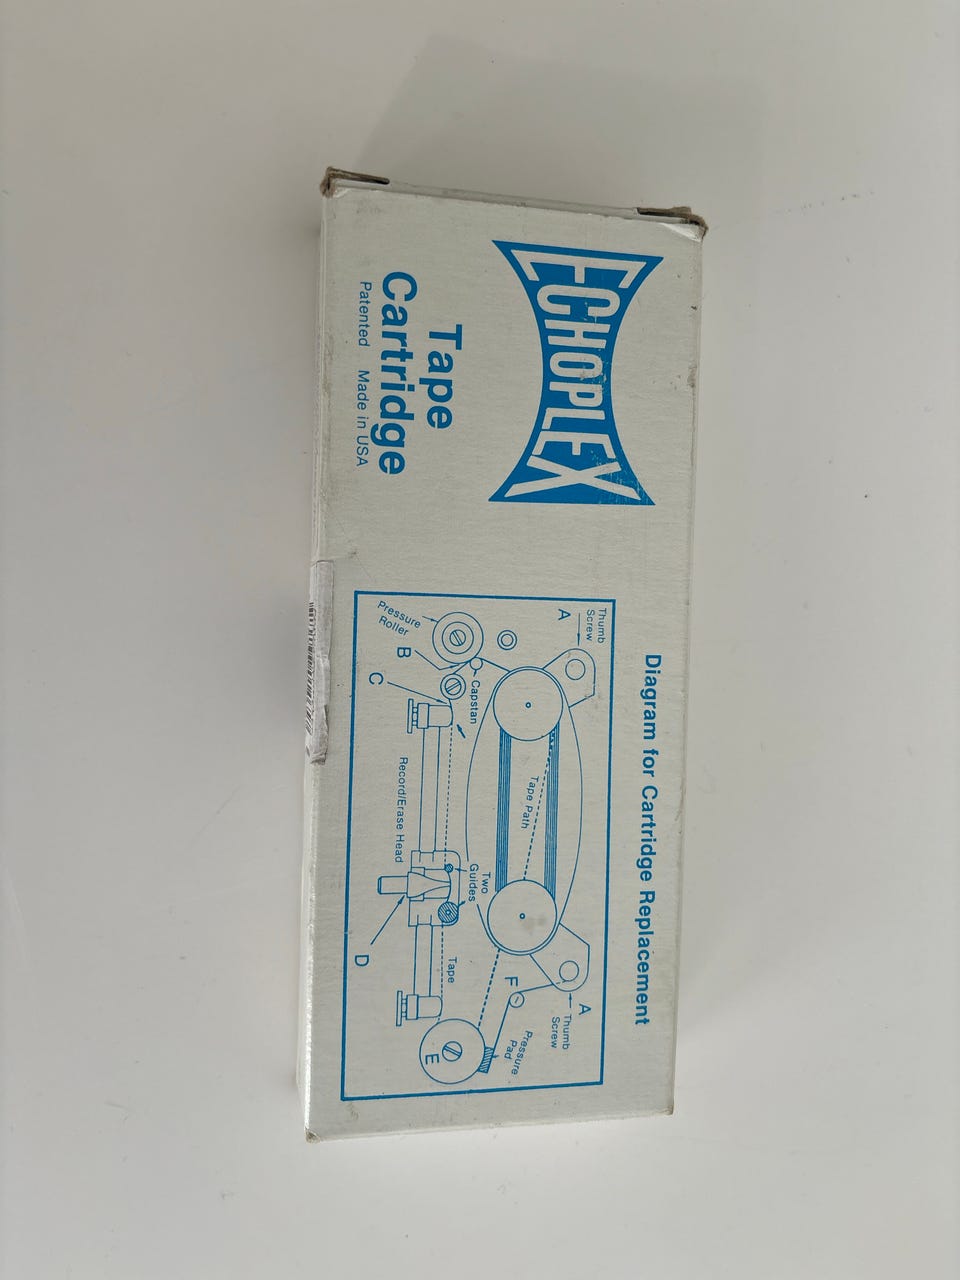 ECHOPLEX
Tape
Cartridge
Patented Made in USA
Diagram for Cartridge Replacement
Thumb
Screw
A
Pressure
Roller
B
C
Capstan
Tape Path
Record/Erase Head
Two
Guides
D
Tape
F
A
Thumb
Screw
Pressure
Pad
E